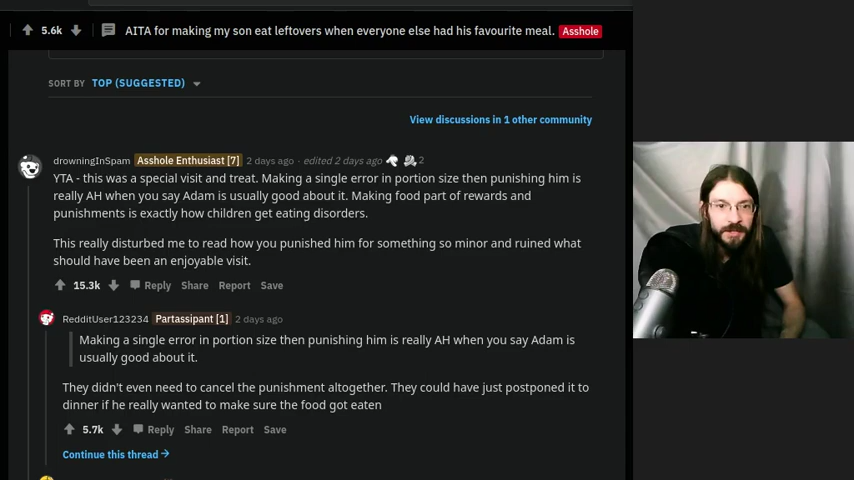 5.6k AITA for making my son eat leftovers when everyone else had his favourite meal. Asshole
SORT BY TOP (SUGGESTED)
View discussions in 1 other community
drowningInSpam Asshole Enthusiast [7] 2 days ago · edited 2 days ago 2
YTA - this was a special visit and treat. Making a single error in portion size then punishing him is
really AH when you say Adam is usually good about it. Making food part of rewards and
punishments is exactly how children get eating disorders.
This really disturbed me to read how you punished him for something so minor and ruined what
should have been an enjoyable visit.
15.3k Reply Share Report Save
RedditUser123234 Partassipant [1] 2 days ago
Making a single error in portion size then punishing him is really AH when you say Adam is
usually good about it.
They didn't even need to cancel the punishment altogether. They could have just postponed it to
dinner if he really wanted to make sure the food got eaten
5.7k Reply Share Report Save
Continue this thread →